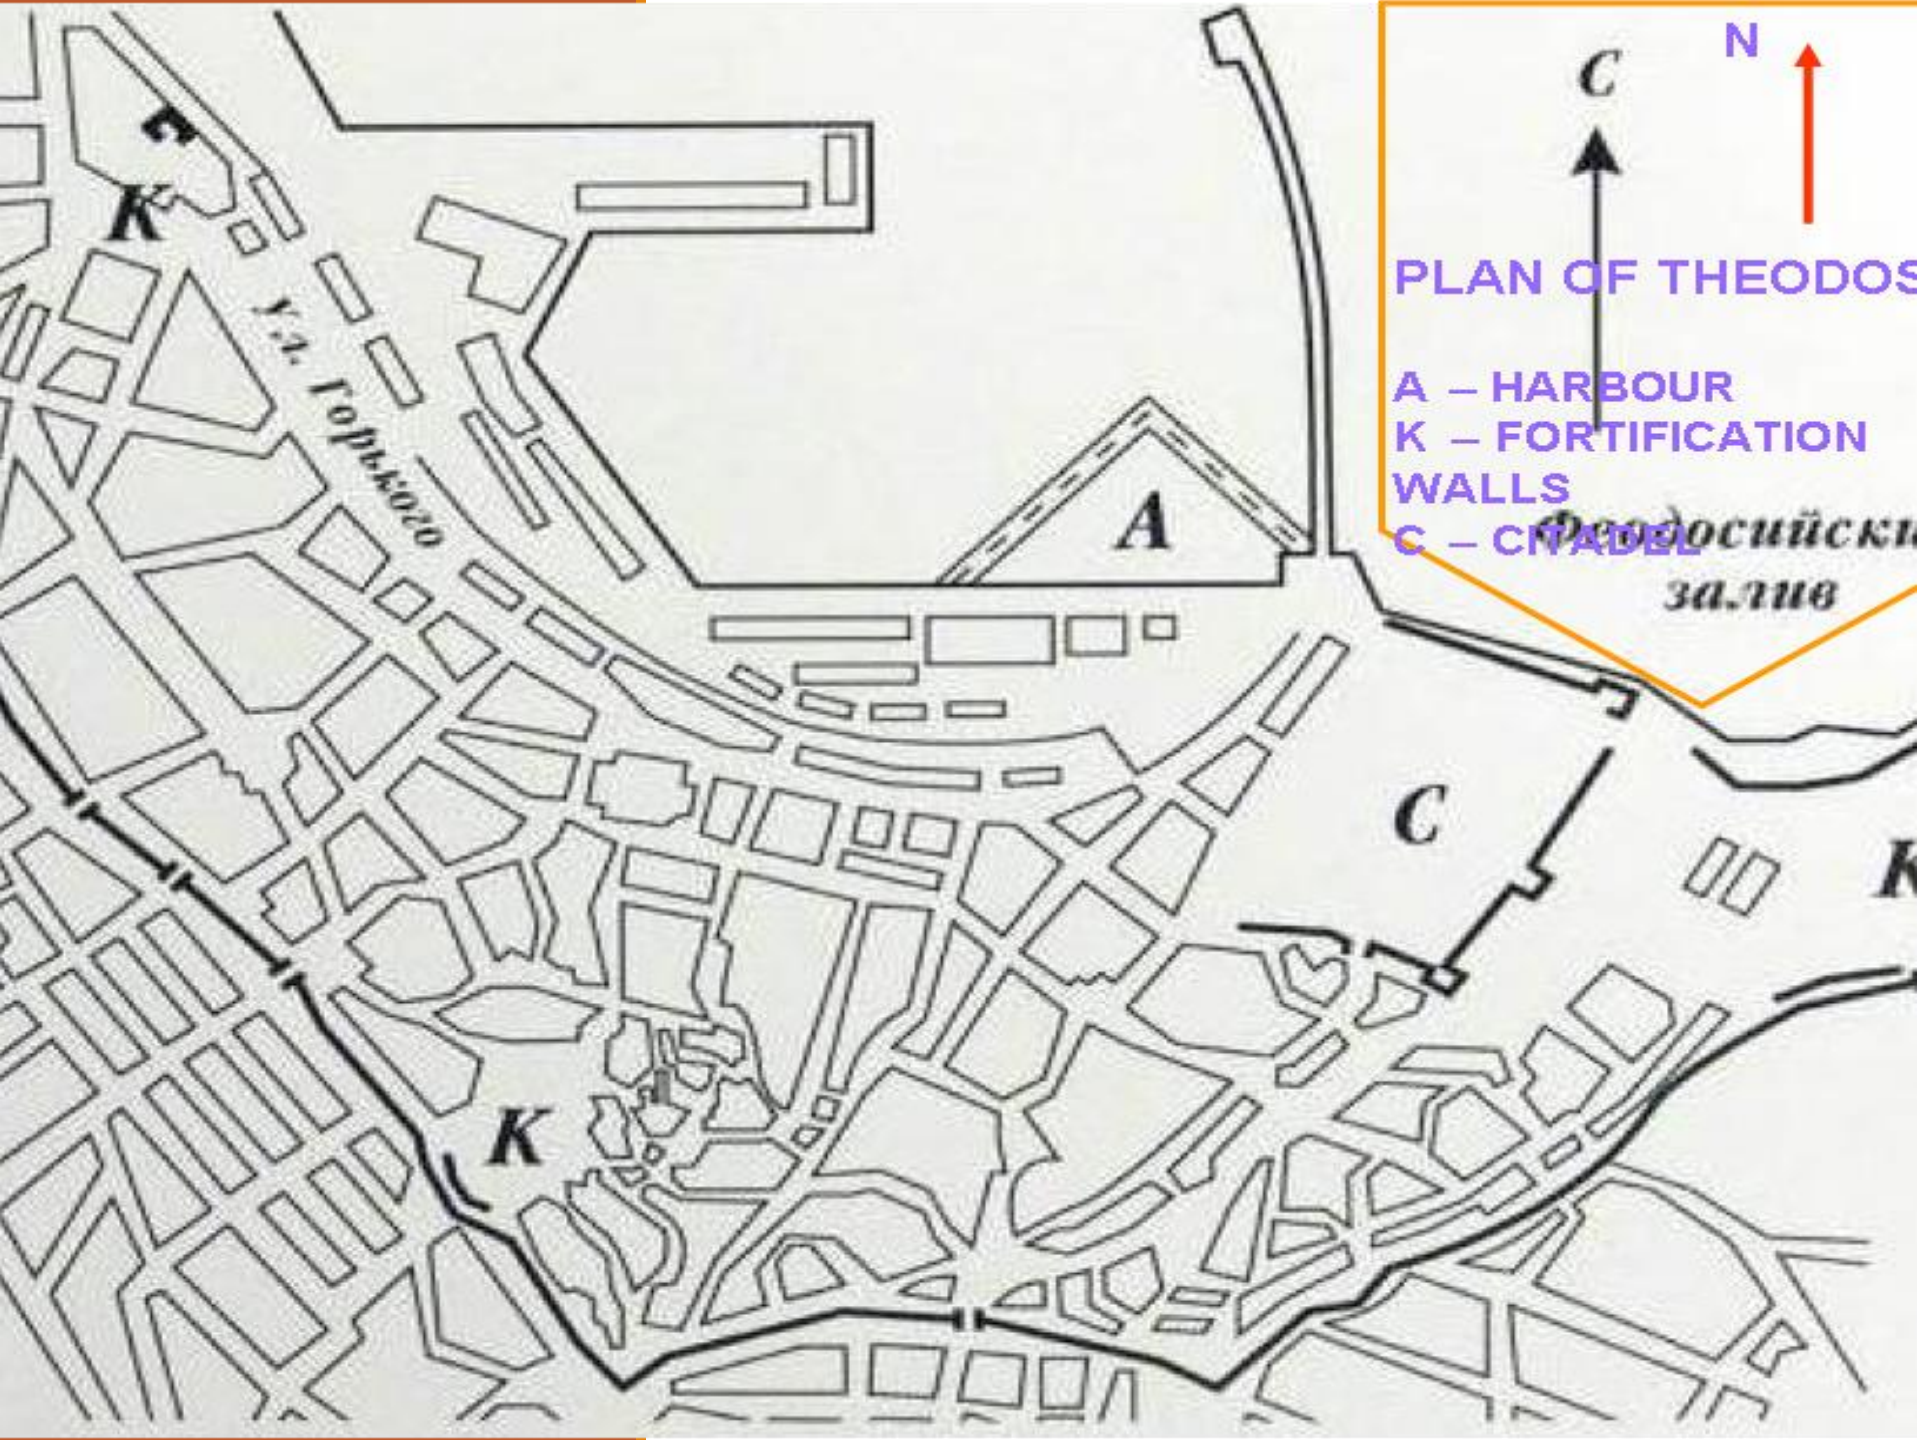 N
С
PLAN OF THEODOS
A – HARBOUR
K – FORTIFICATION
WALLS
C – CITADEL
Феодосийски
залив
К
ул. Горького
А
С
К
К